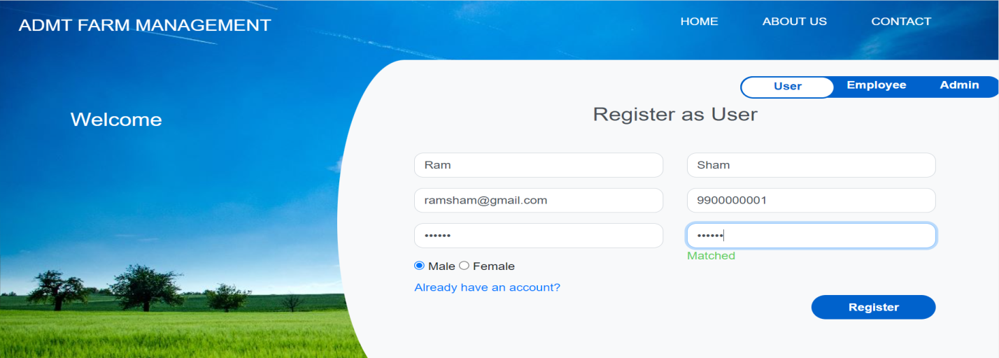 ADMT FARM MANAGEMENT HOME ABOUT US CONTACT
User Employee Admin
Welcome
Register as User
Ram Sham
ramsham@gmail.com 9900000001
•••••• ••••••
Matched
Male Female
Already have an account?
Register